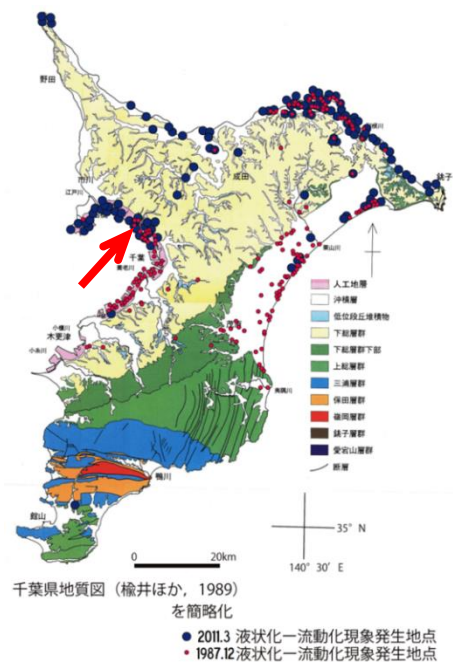 野田
市川
江戸川
成田
利根川
銚子
千葉
養老川
栗山川
木更津
小櫃川
小糸川
夷隅川
鴨川
館山
人工地層
沖積層
低位段丘堆積物
下総層群
下総層群下部
上総層群
三浦層群
保田層群
嶺岡層群
銚子層群
愛宕山層群
断層
35° N
140° 30' E
0 20km
千葉県地質図（楡井ほか，1989）
を簡略化
2011.3 液状化ー流動化現象発生地点
1987.12 液状化ー流動化現象発生地点